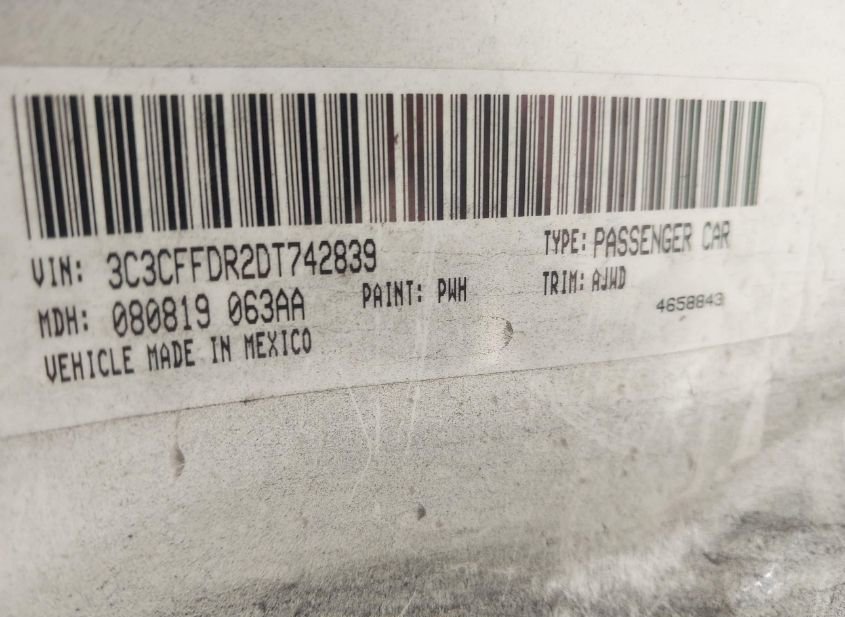 VIN: 3C3CFFDR2DT742839 TYPE: PASSENGER CAR
MDH: 080819 063AA PAINT: PWH TRIM: AJWD
4658843
VEHICLE MADE IN MEXICO